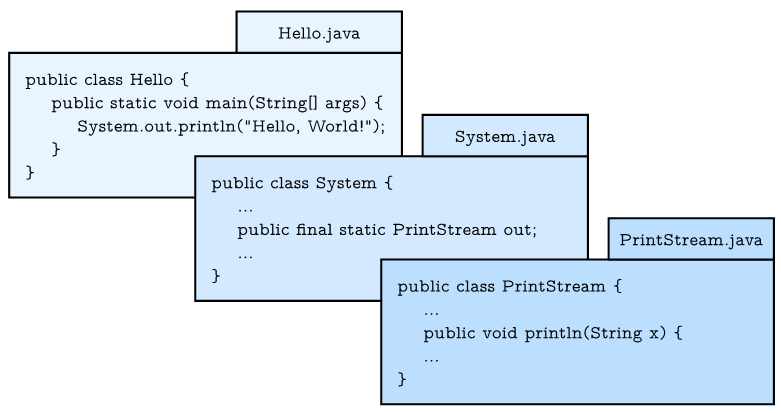 Hello.java
public class Hello {
public static void main(String[] args) {
System.out.println("Hello, World!");
}
}
System.java
public class System {
...
public final static PrintStream out;
...
}
PrintStream.java
public class PrintStream {
...
public void println(String x) {
...
}